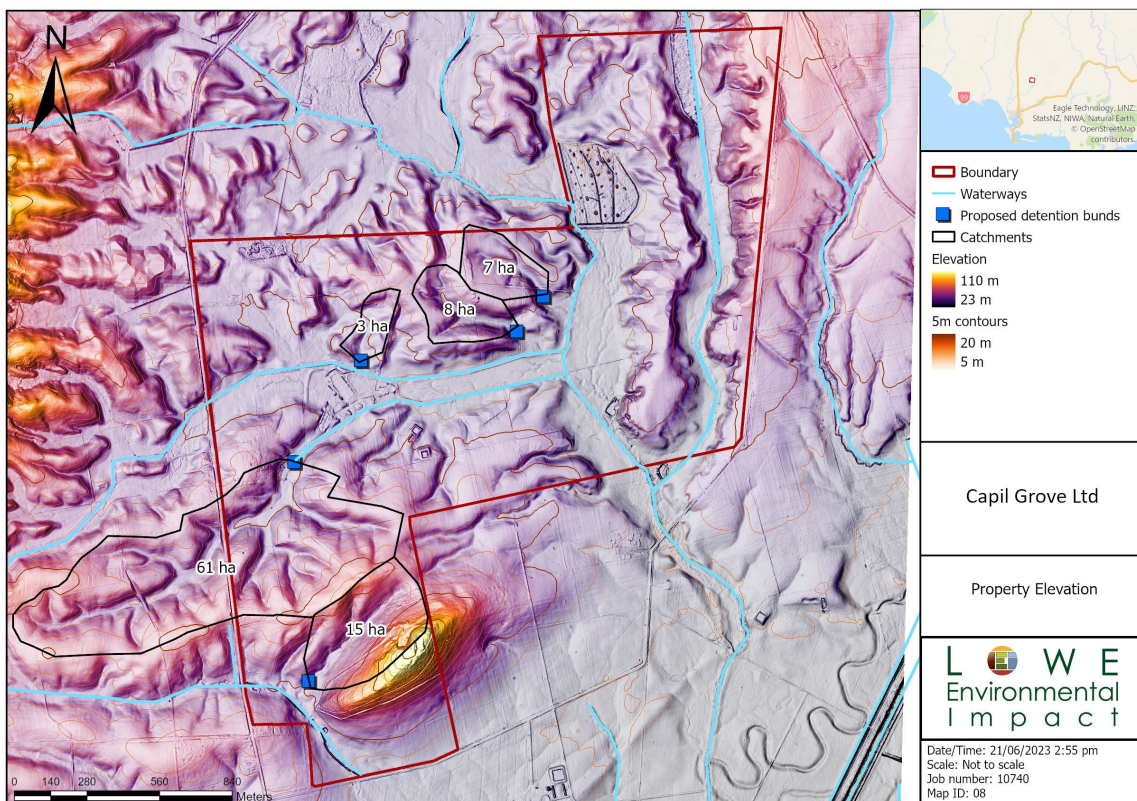 N
7 ha
8 ha
3 ha
61 ha
15 ha
0 140 280 560 840
Meters
Eagle Technology, LINZ,
StatsNZ, NIWA, Natural Earth,
© OpenStreetMap
contributors.
Boundary
Waterways
Proposed detention bunds
Catchments
Elevation
110 m
23 m
5m contours
20 m
5 m
Capil Grove Ltd
Property Elevation
LOWE
Environmental
Impact
Date/Time: 21/06/2023 2:55 pm
Scale: Not to scale
Job number: 10740
Map ID: 08